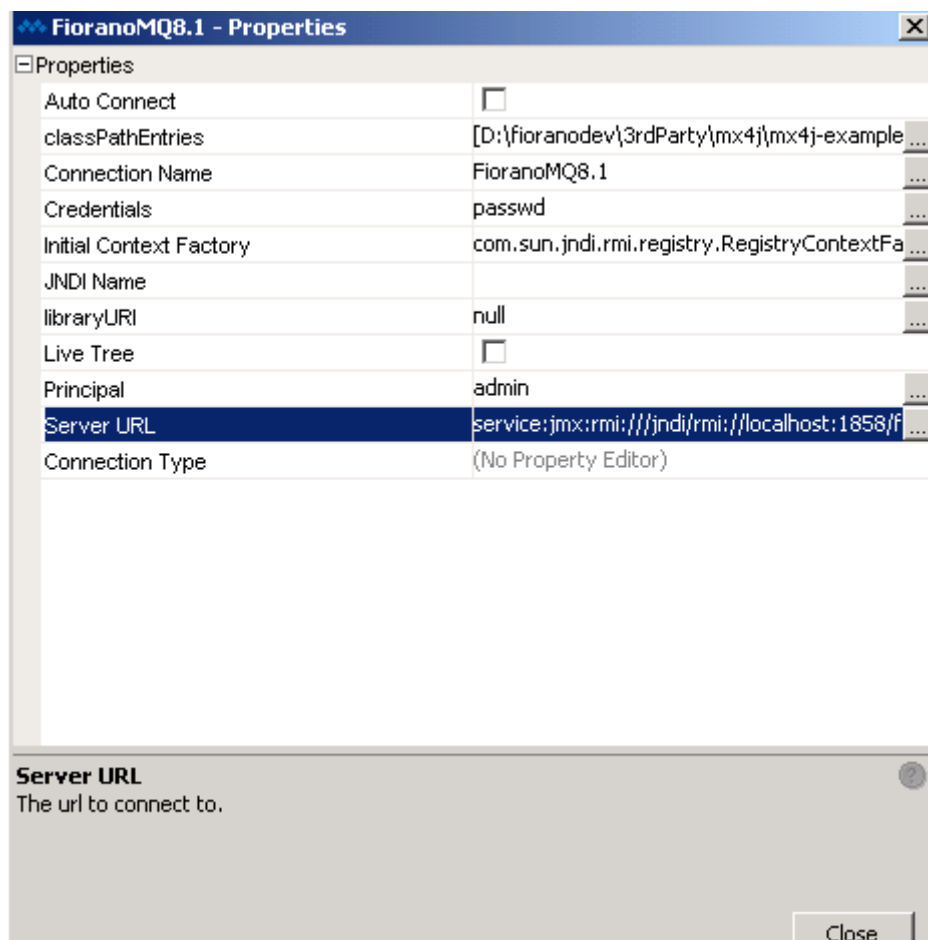 FioranoMQ8.1 - Properties
Properties
Auto Connect
classPathEntries [D:\fioranodev\3rdParty\mx4j\mx4j-example ...
Connection Name FioranoMQ8.1 ...
Credentials passwd ...
Initial Context Factory com.sun.jndi.rmi.registry.RegistryContextFa ...
JNDI Name ...
libraryURI null ...
Live Tree
Principal admin ...
Server URL service:jmx:rmi:///jndi/rmi://localhost:1858/f ...
Connection Type (No Property Editor)
Server URL
The url to connect to.
Close